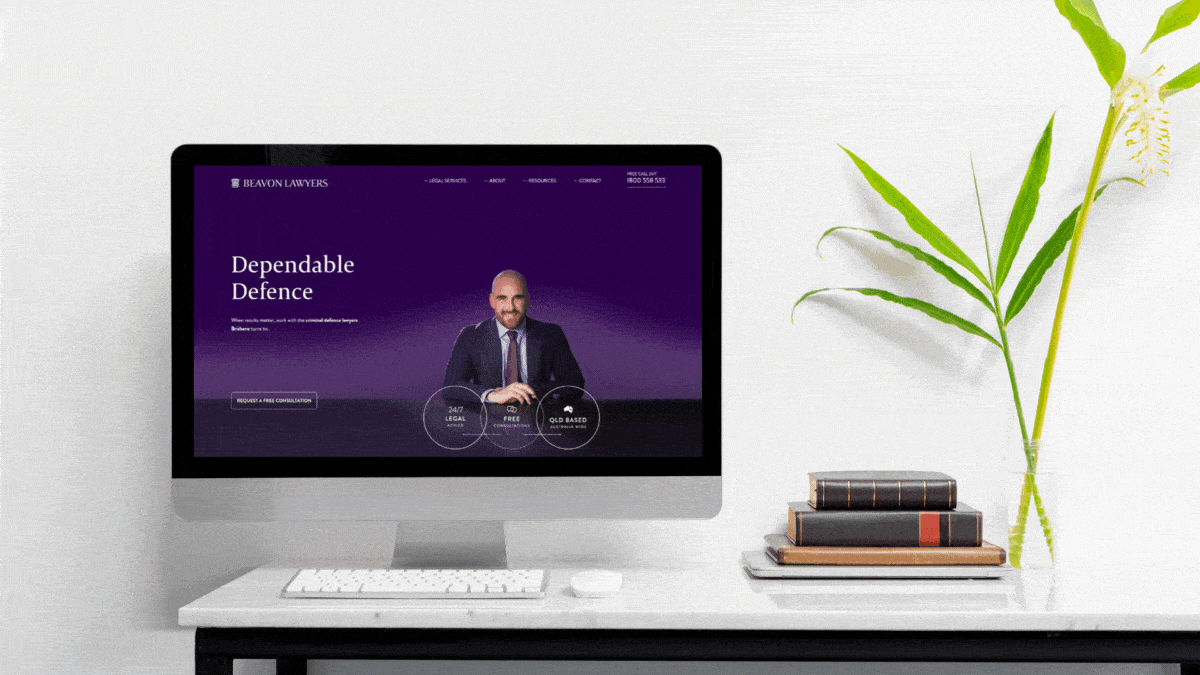 BEAVON LAWYERS
LEGAL SERVICES
ABOUT
RESOURCES
CONTACT
FREE CALL 24/7
1800 558 533
Dependable
Defence
When results matter, work with the criminal defence lawyers
Brisbane turns to.
REQUEST A FREE CONSULTATION
24/7
LEGAL
ADVICE
FREE
CONSULTATIONS
QLD BASED
AUSTRALIA WIDE